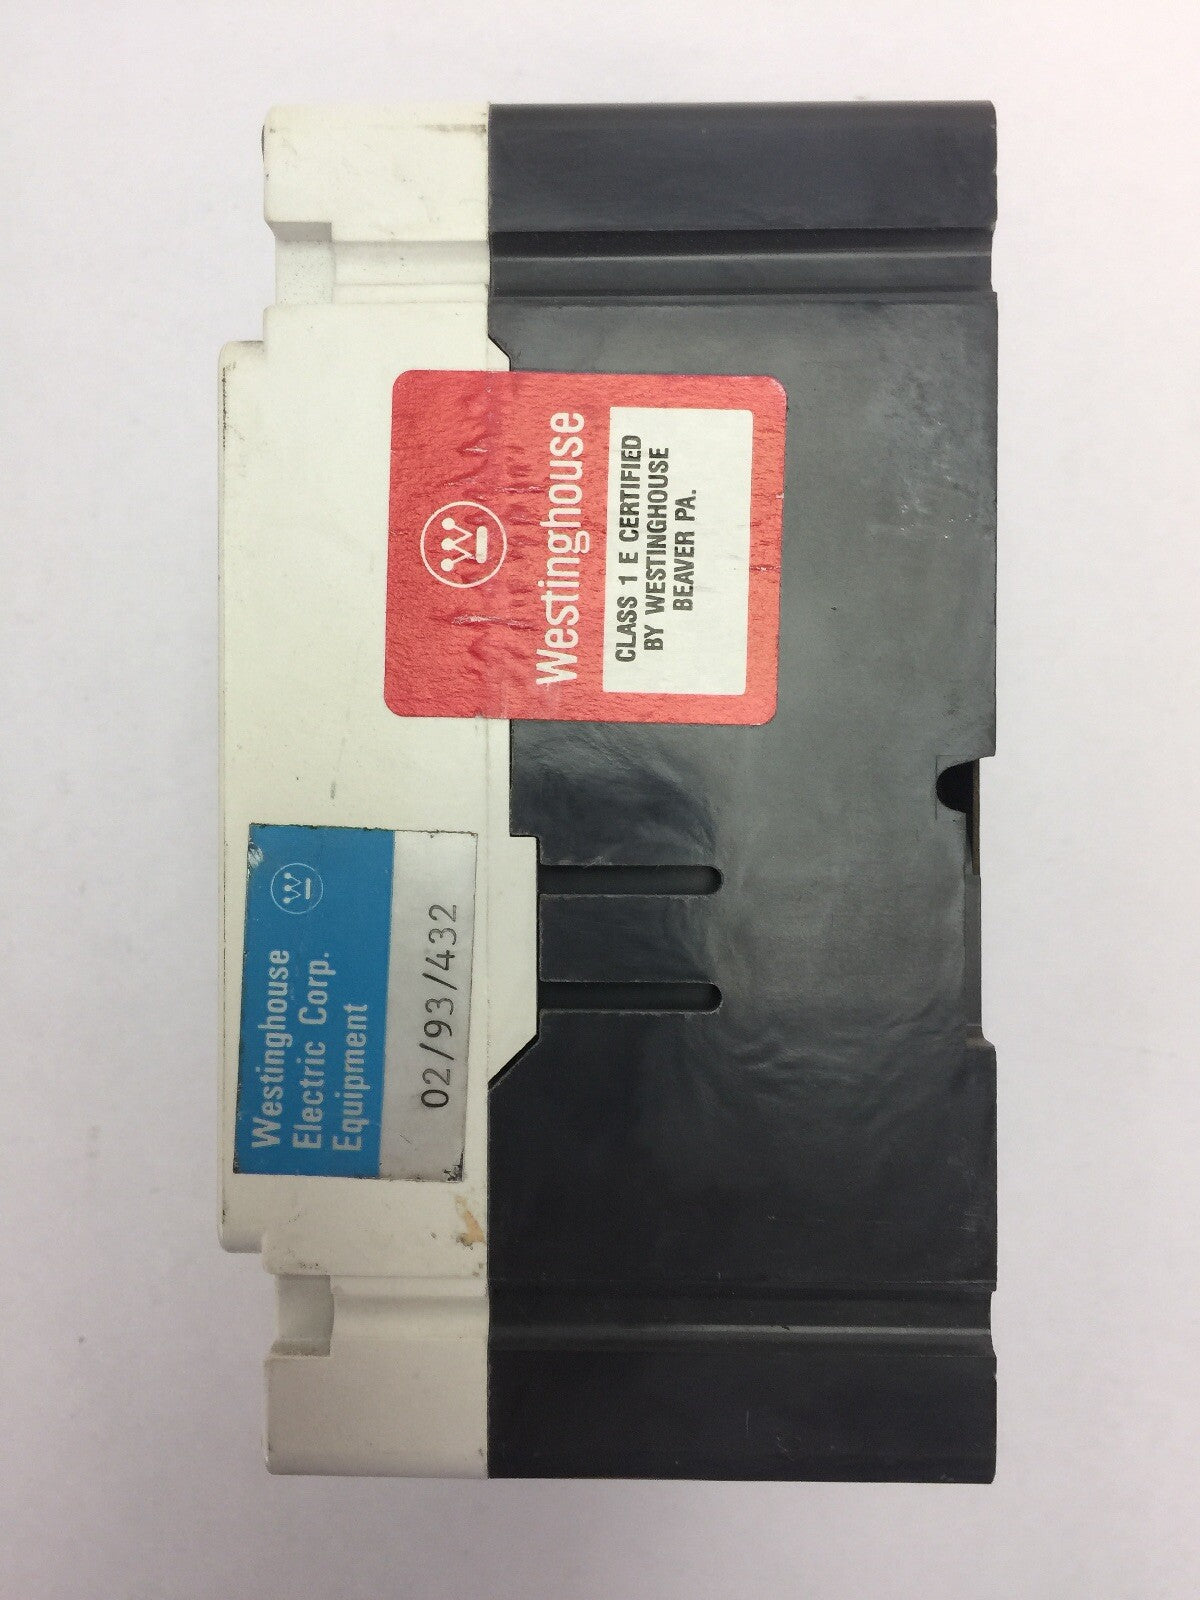 Westinghouse
CLASS 1 E CERTIFIED
BY WESTINGHOUSE
BEAVER PA.
Westinghouse
Electric Corp.
Equipment
02/93/432